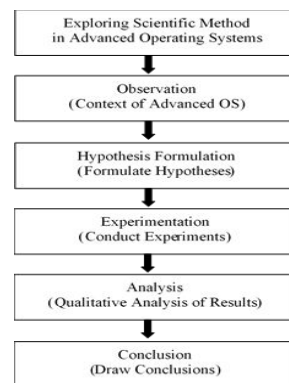 Exploring Scientific Method
in Advanced Operating Systems
Observation
(Context of Advanced OS)
Hypothesis Formulation
(Formulate Hypotheses)
Experimentation
(Conduct Experiments)
Analysis
(Qualitative Analysis of Results)
Conclusion
(Draw Conclusions)